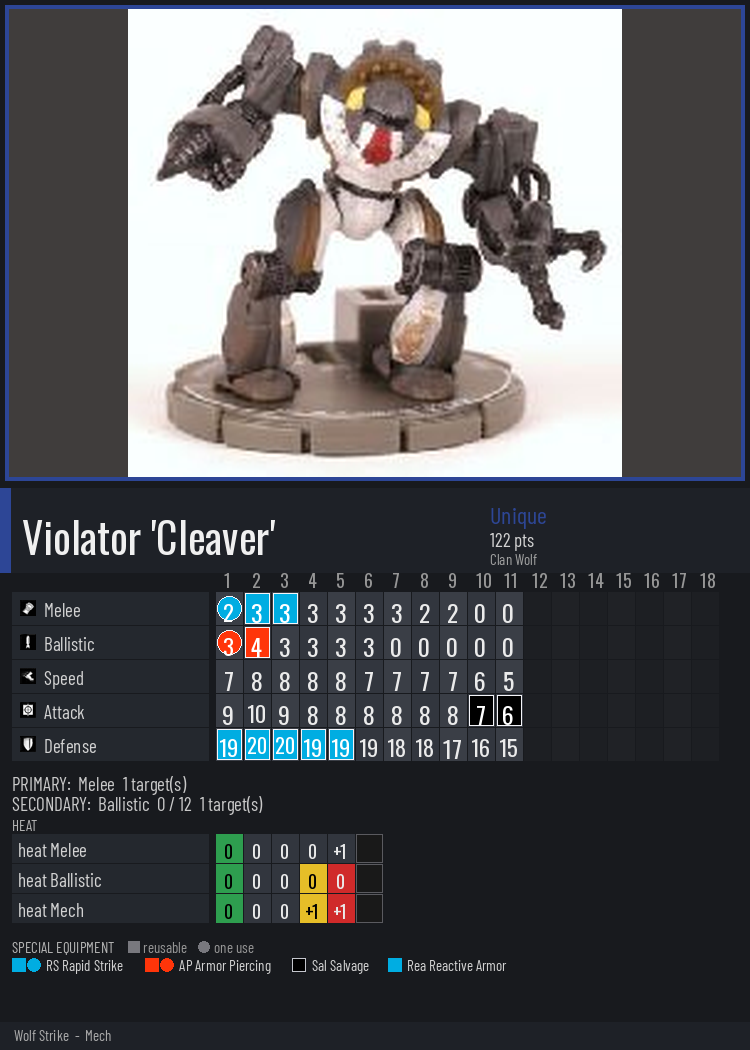 Violator 'Cleaver'
Unique
122 pts
Clan Wolf
1 2 3 4 5 6 7 8 9 10 11 12 13 14 15 16 17 18
Melee 2 3 3 3 3 3 3 2 2 0 0
Ballistic 3 4 3 3 3 3 0 0 0 0 0
Speed 7 8 8 8 8 7 7 7 7 6 5
Attack 9 10 9 8 8 8 8 8 8 7 6
Defense 19 20 20 19 19 19 18 18 17 16 15
PRIMARY: Melee 1 target(s)
SECONDARY: Ballistic 0 / 12 1 target(s)
HEAT
heat Melee 0 0 0 0 +1
heat Ballistic 0 0 0 0 0
heat Mech 0 0 0 +1 +1
SPECIAL EQUIPMENT reusable one use
RS Rapid Strike AP Armor Piercing Sal Salvage Rea Reactive Armor
Wolf Strike - Mech